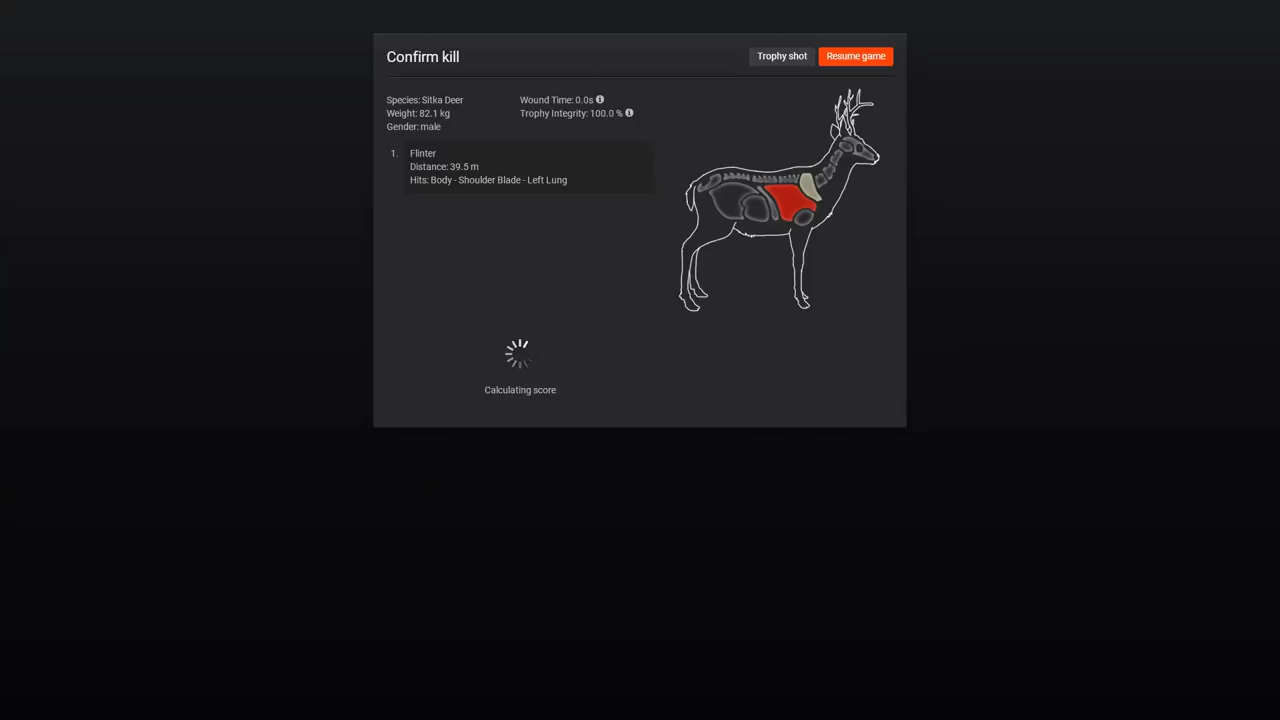 Confirm kill
Trophy shot
Resume game
Species: Sitka Deer
Weight: 82.1 kg
Gender: male
Wound Time: 0.0s
Trophy Integrity: 100.0 %
1. Flinter
Distance: 39.5 m
Hits: Body - Shoulder Blade - Left Lung
Calculating score